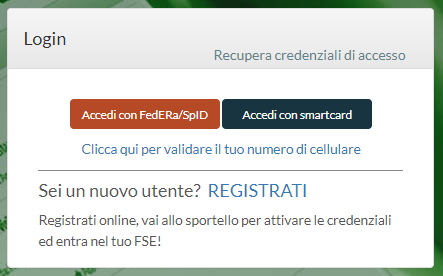 Login
Recupera credenziali di accesso
Accedi con FedERa/SpID Accedi con smartcard
Clicca qui per validare il tuo numero di cellulare
Sei un nuovo utente? REGISTRATI
Registrati online, vai allo sportello per attivare le credenziali
ed entra nel tuo FSE!